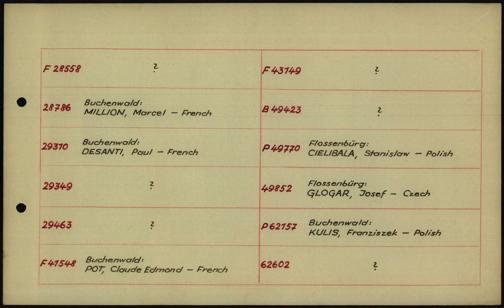 F 28558 ?
28786 Buchenwald:
MILLION, Marcel – French
29310 Buchenwald:
DESANTI, Paul – French
29349 ?
29463 ?
F 41548 Buchenwald:
POT, Claude Edmond – French
F 43149 ?
B 49423 ?
P 49770 Flossenbürg:
CIELIBALA, Stanislaw – Polish
49852 Flossenbürg:
GLOGAR, Josef – Czech
P 62157 Buchenwald:
KULIS, Franziszek – Polish
62602 ?